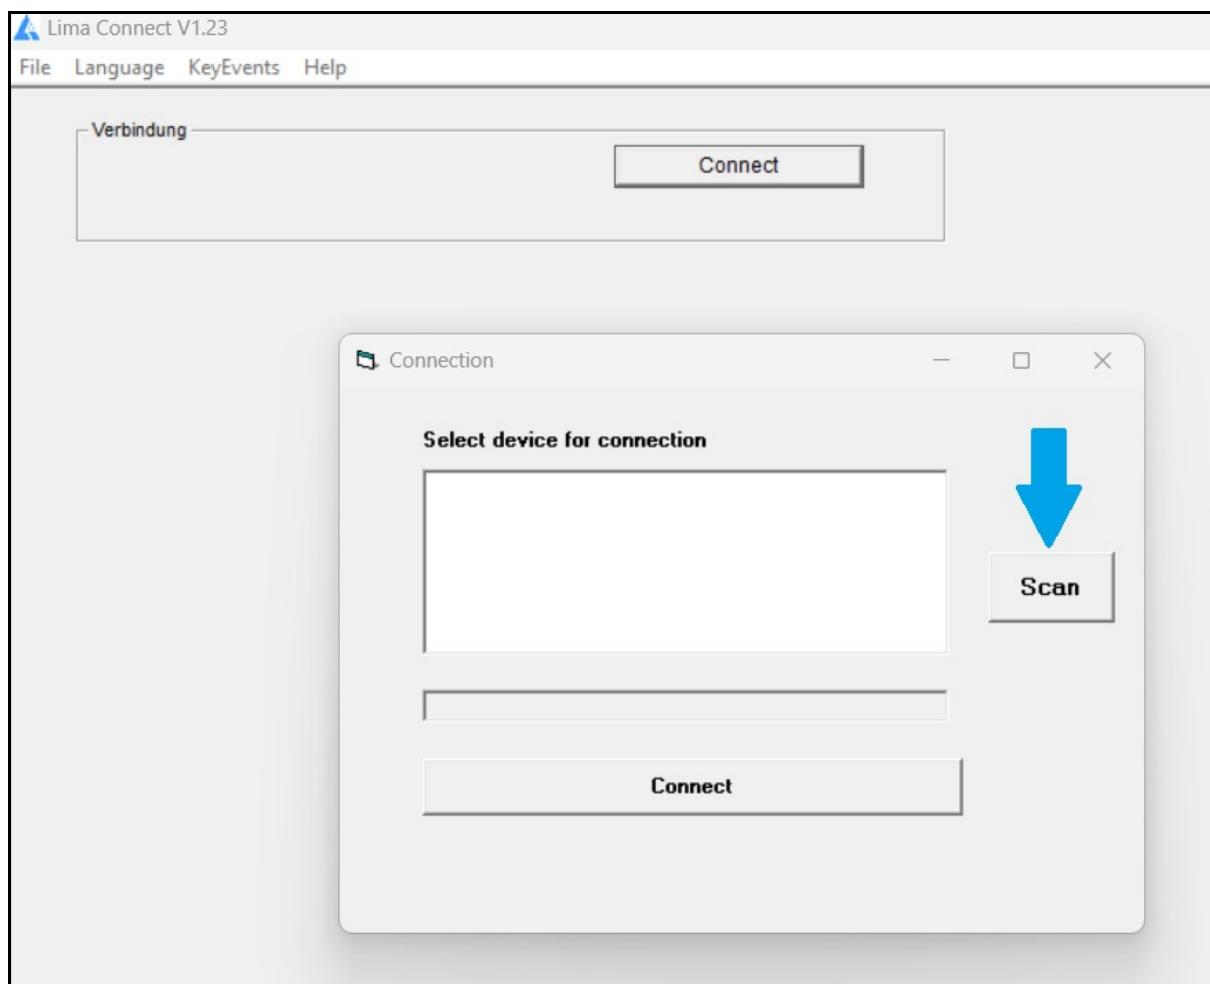 Lima Connect V1.23
File Language KeyEvents Help
Verbindung
Connect
Connection
Select device for connection
Scan
Connect